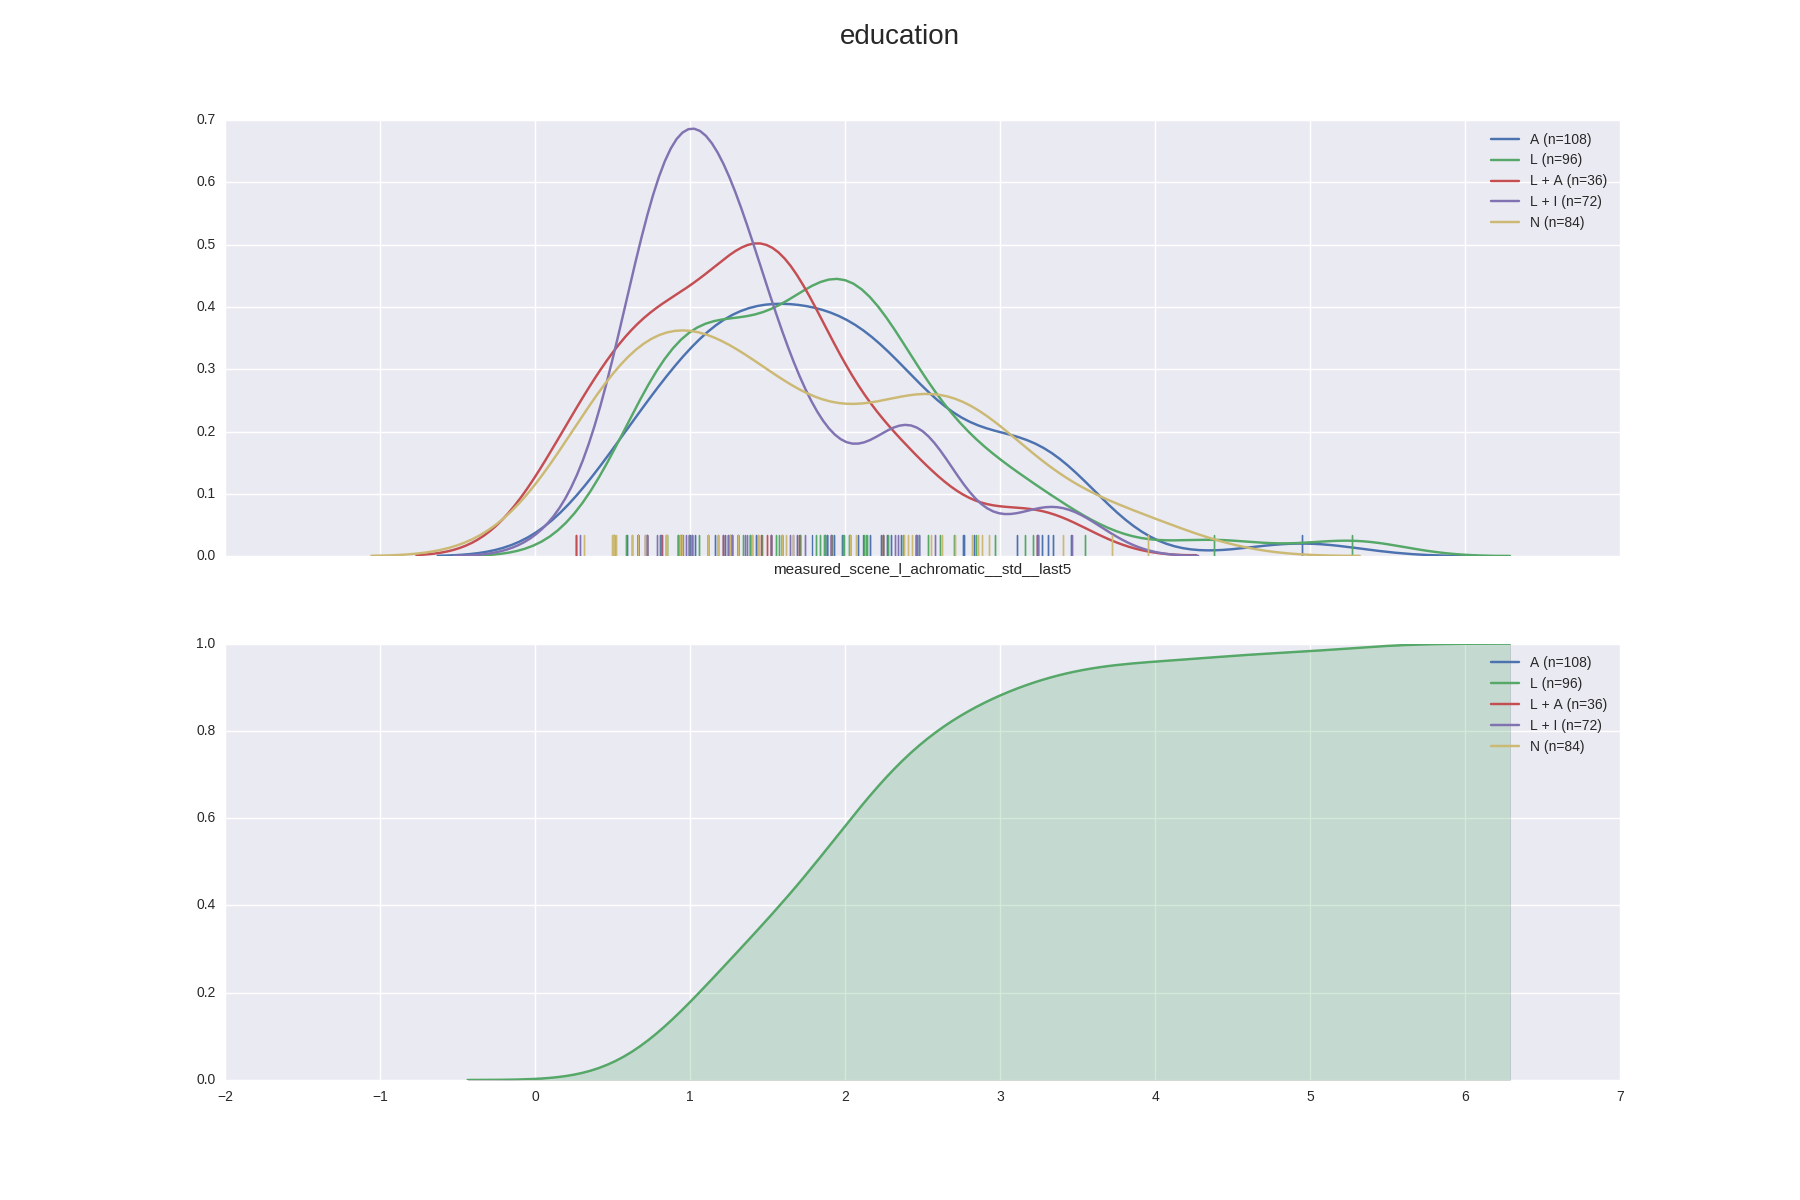 education
0.7
0.6
0.5
0.4
0.3
0.2
0.1
0.0
A (n=108)
L (n=96)
L + A (n=36)
L + I (n=72)
N (n=84)
measured_scene_l_achromatic__std__last5
1.0
0.8
0.6
0.4
0.2
0.0
A (n=108)
L (n=96)
L + A (n=36)
L + I (n=72)
N (n=84)
−2 −1 0 1 2 3 4 5 6 7